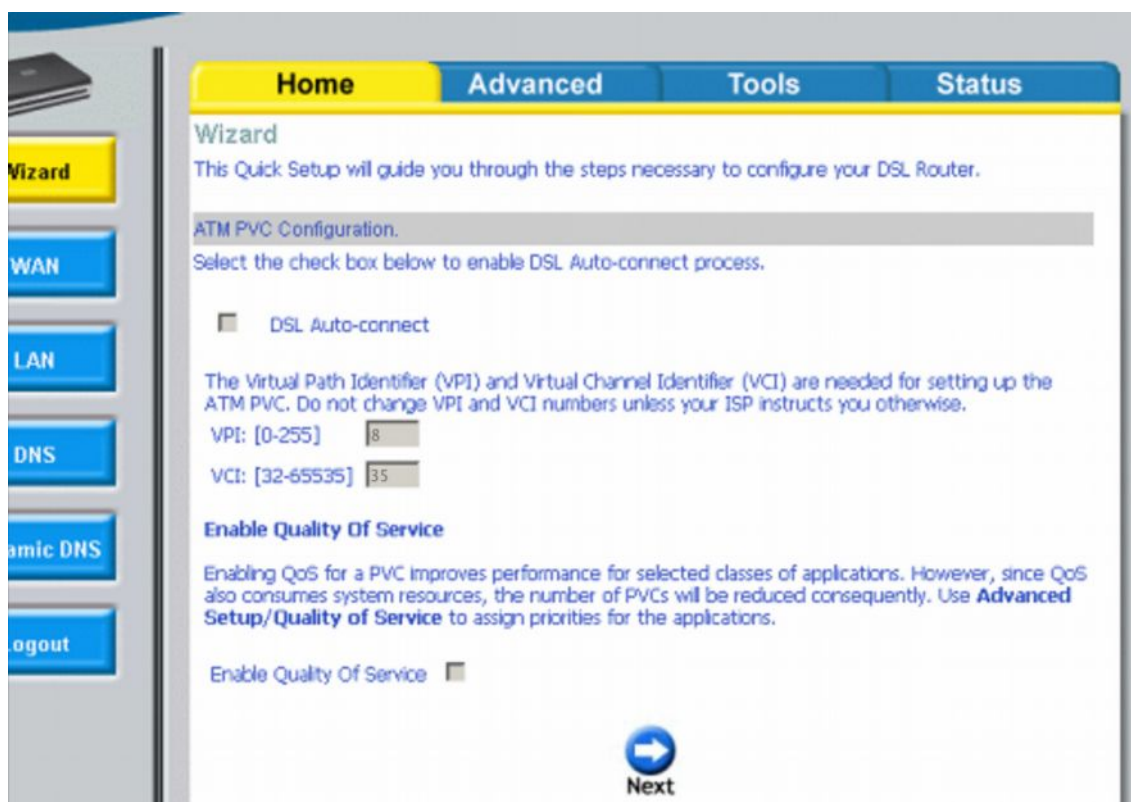 Home
Advanced
Tools
Status
Wizard
WAN
LAN
DNS
amic DNS
ogout
Wizard
This Quick Setup will guide you through the steps necessary to configure your DSL Router.
ATM PVC Configuration.
Select the check box below to enable DSL Auto-connect process.
DSL Auto-connect
The Virtual Path Identifier (VPI) and Virtual Channel Identifier (VCI) are needed for setting up the
ATM PVC. Do not change VPI and VCI numbers unless your ISP instructs you otherwise.
VPI: [0-255] 8
VCI: [32-65535] 35
Enable Quality Of Service
Enabling QoS for a PVC improves performance for selected classes of applications. However, since QoS
also consumes system resources, the number of PVCs will be reduced consequently. Use Advanced
Setup/Quality of Service to assign priorities for the applications.
Enable Quality Of Service
Next